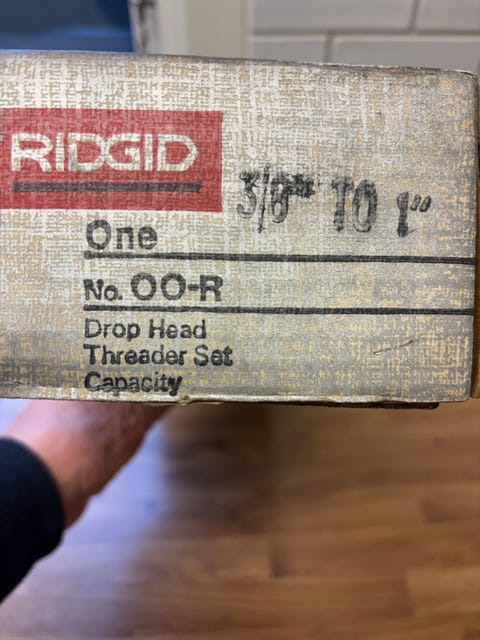 RIDGID
3/8" TO 1"
One
No. OO-R
Drop Head
Threader Set
Capacity